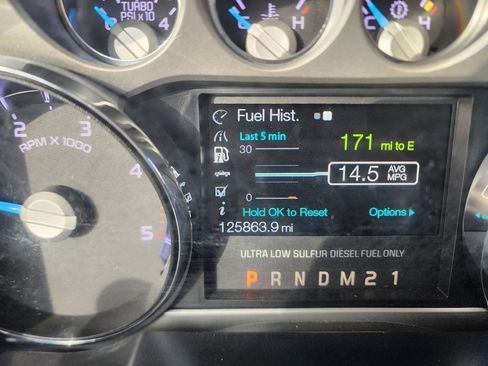 TURBO
PSI X10
C H
C 4
Fuel Hist.
Last 5 min
171 mi to E
30
14.5 AVG MPG
0
Hold OK to Reset
Options
125863.9 mi
2 3 4 5
RPM X 1000
ULTRA LOW SULFUR DIESEL FUEL ONLY
P R N D M 2 1